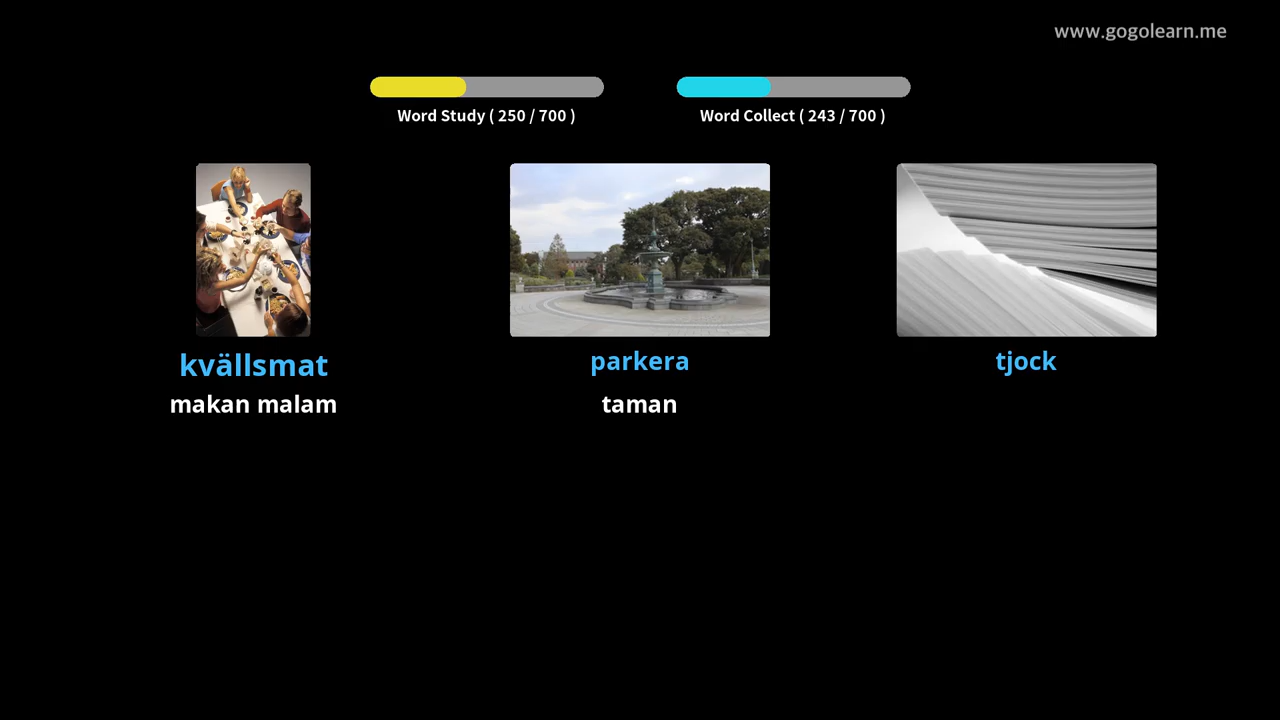 www.gogolearn.me
Word Study ( 250 / 700 )
Word Collect ( 243 / 700 )
kvällsmat
parkera
tjock
makan malam
taman